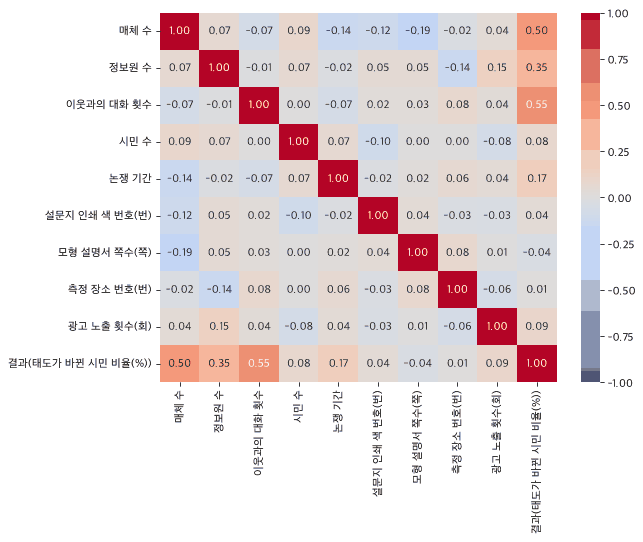 매체 수 1.00 0.07 -0.07 0.09 -0.14 -0.12 -0.19 -0.02 0.04 0.50
정보원 수 0.07 1.00 -0.01 0.07 -0.02 0.05 0.05 -0.14 0.15 0.35
이웃과의 대화 횟수 -0.07 -0.01 1.00 0.00 -0.07 0.02 0.03 0.08 0.04 0.55
시민 수 0.09 0.07 0.00 1.00 0.07 -0.10 0.00 0.00 -0.08 0.08
논쟁 기간 -0.14 -0.02 -0.07 0.07 1.00 -0.02 0.02 0.06 0.04 0.17
설문지 인쇄 색 번호(번) -0.12 0.05 0.02 -0.10 -0.02 1.00 0.04 -0.03 -0.03 0.04
모형 설명서 쪽수(쪽) -0.19 0.05 0.03 0.00 0.02 0.04 1.00 0.08 0.01 -0.04
측정 장소 번호(번) -0.02 -0.14 0.08 0.00 0.06 -0.03 0.08 1.00 -0.06 0.01
광고 노출 횟수(회) 0.04 0.15 0.04 -0.08 0.04 -0.03 0.01 -0.06 1.00 0.09
결과(태도가 바뀐 시민 비율(%)) 0.50 0.35 0.55 0.08 0.17 0.04 -0.04 0.01 0.09 1.00
매체 수
정보원 수
이웃과의 대화 횟수
시민 수
논쟁 기간
설문지 인쇄 색 번호(번)
모형 설명서 쪽수(쪽)
측정 장소 번호(번)
광고 노출 횟수(회)
결과(태도가 바뀐 시민 비율(%))
1.00
0.75
0.50
0.25
0.00
-0.25
-0.50
-0.75
-1.00